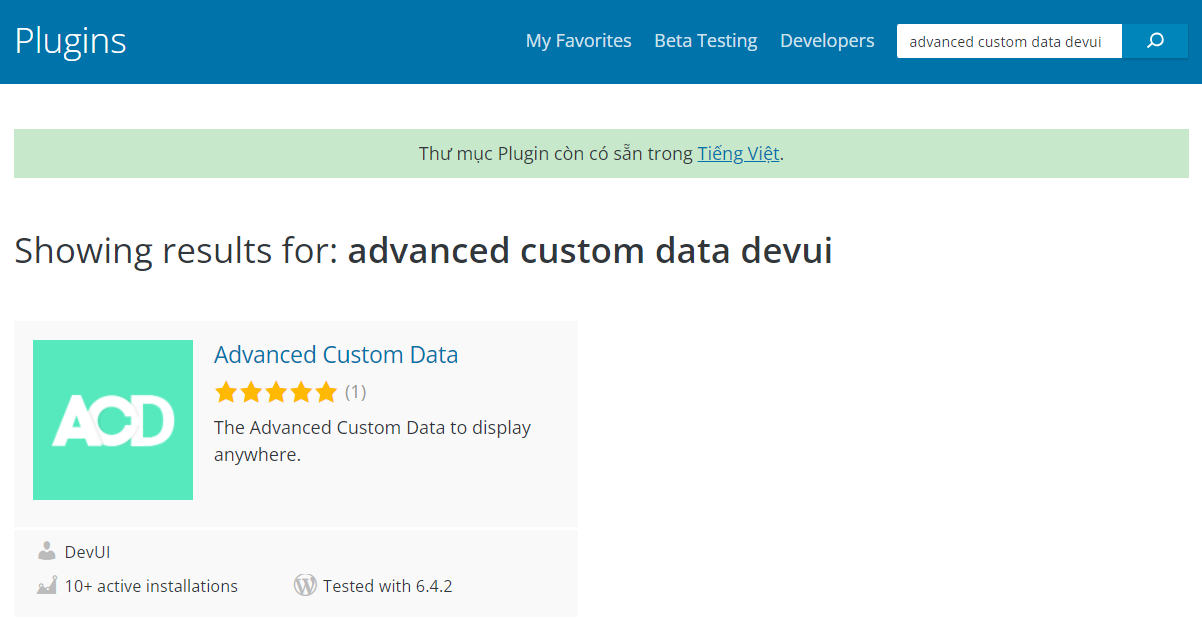 Plugins
My Favorites Beta Testing Developers advanced custom data devui
Thư mục Plugin còn có sẵn trong Tiếng Việt.
Showing results for: advanced custom data devui
ACD
Advanced Custom Data
(1)
The Advanced Custom Data to display
anywhere.
DevUI
10+ active installations Tested with 6.4.2